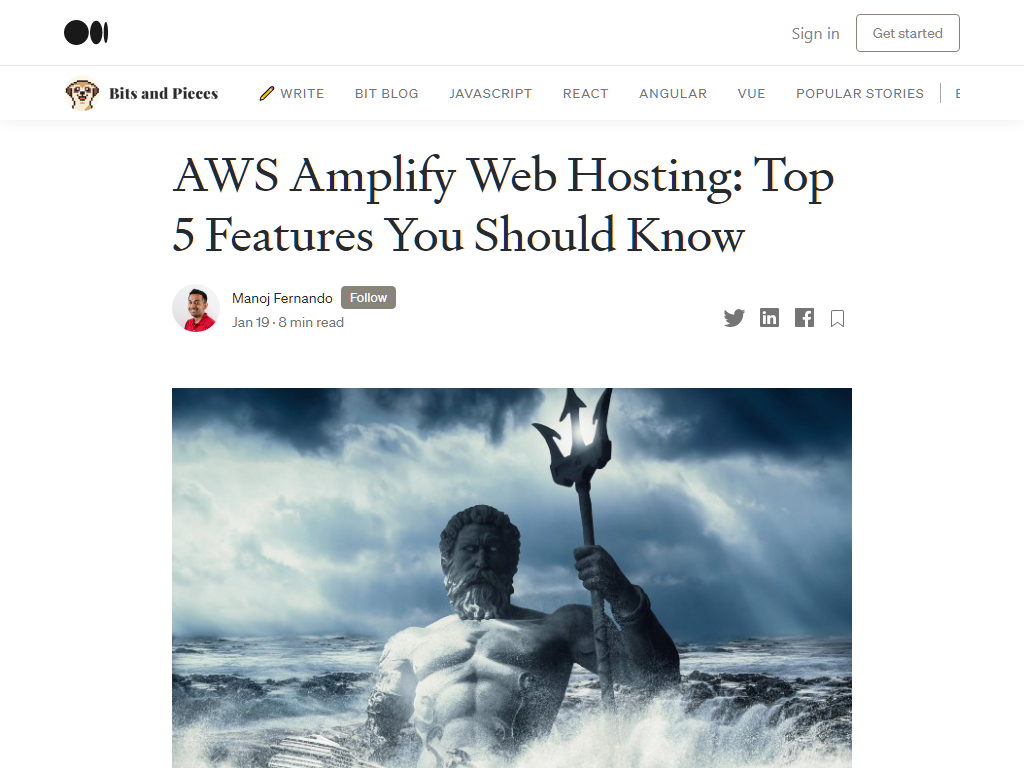 Sign in
Get started
Bits and Pieces
WRITE
BIT BLOG
JAVASCRIPT
REACT
ANGULAR
VUE
POPULAR STORIES
AWS Amplify Web Hosting: Top
5 Features You Should Know
Manoj Fernando
Follow
Jan 19 · 8 min read